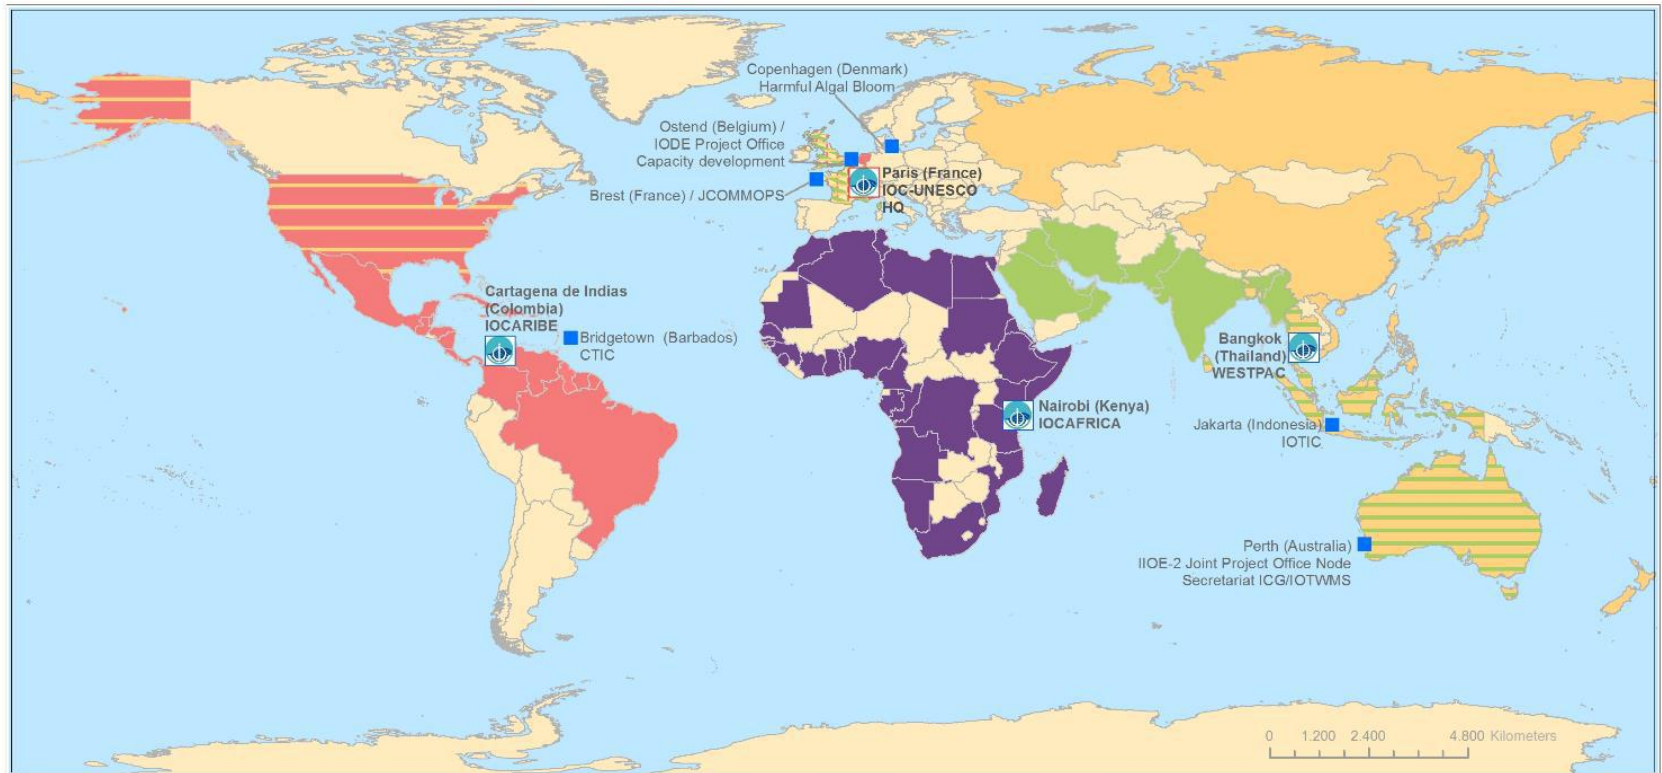 Copenhagen (Denmark)
Harmful Algal Bloom
Ostend (Belgium) /
IODE Project Office
Capacity development
Brest (France) / JCOMMOPS
Paris (France)
IOC-UNESCO
HQ
Cartagena de Indias
(Colombia)
IOCARIBE
Bridgetown (Barbados)
CTIC
Bangkok
(Thailand)
WESTPAC
Nairobi (Kenya)
IOCAFRICA
Jakarta (Indonesia)
IOTIC
Perth (Australia)
IIOE-2 Joint Project Office Node
Secretariat ICG/IOTWMS
0 1.200 2.400 4.800 Kilometers